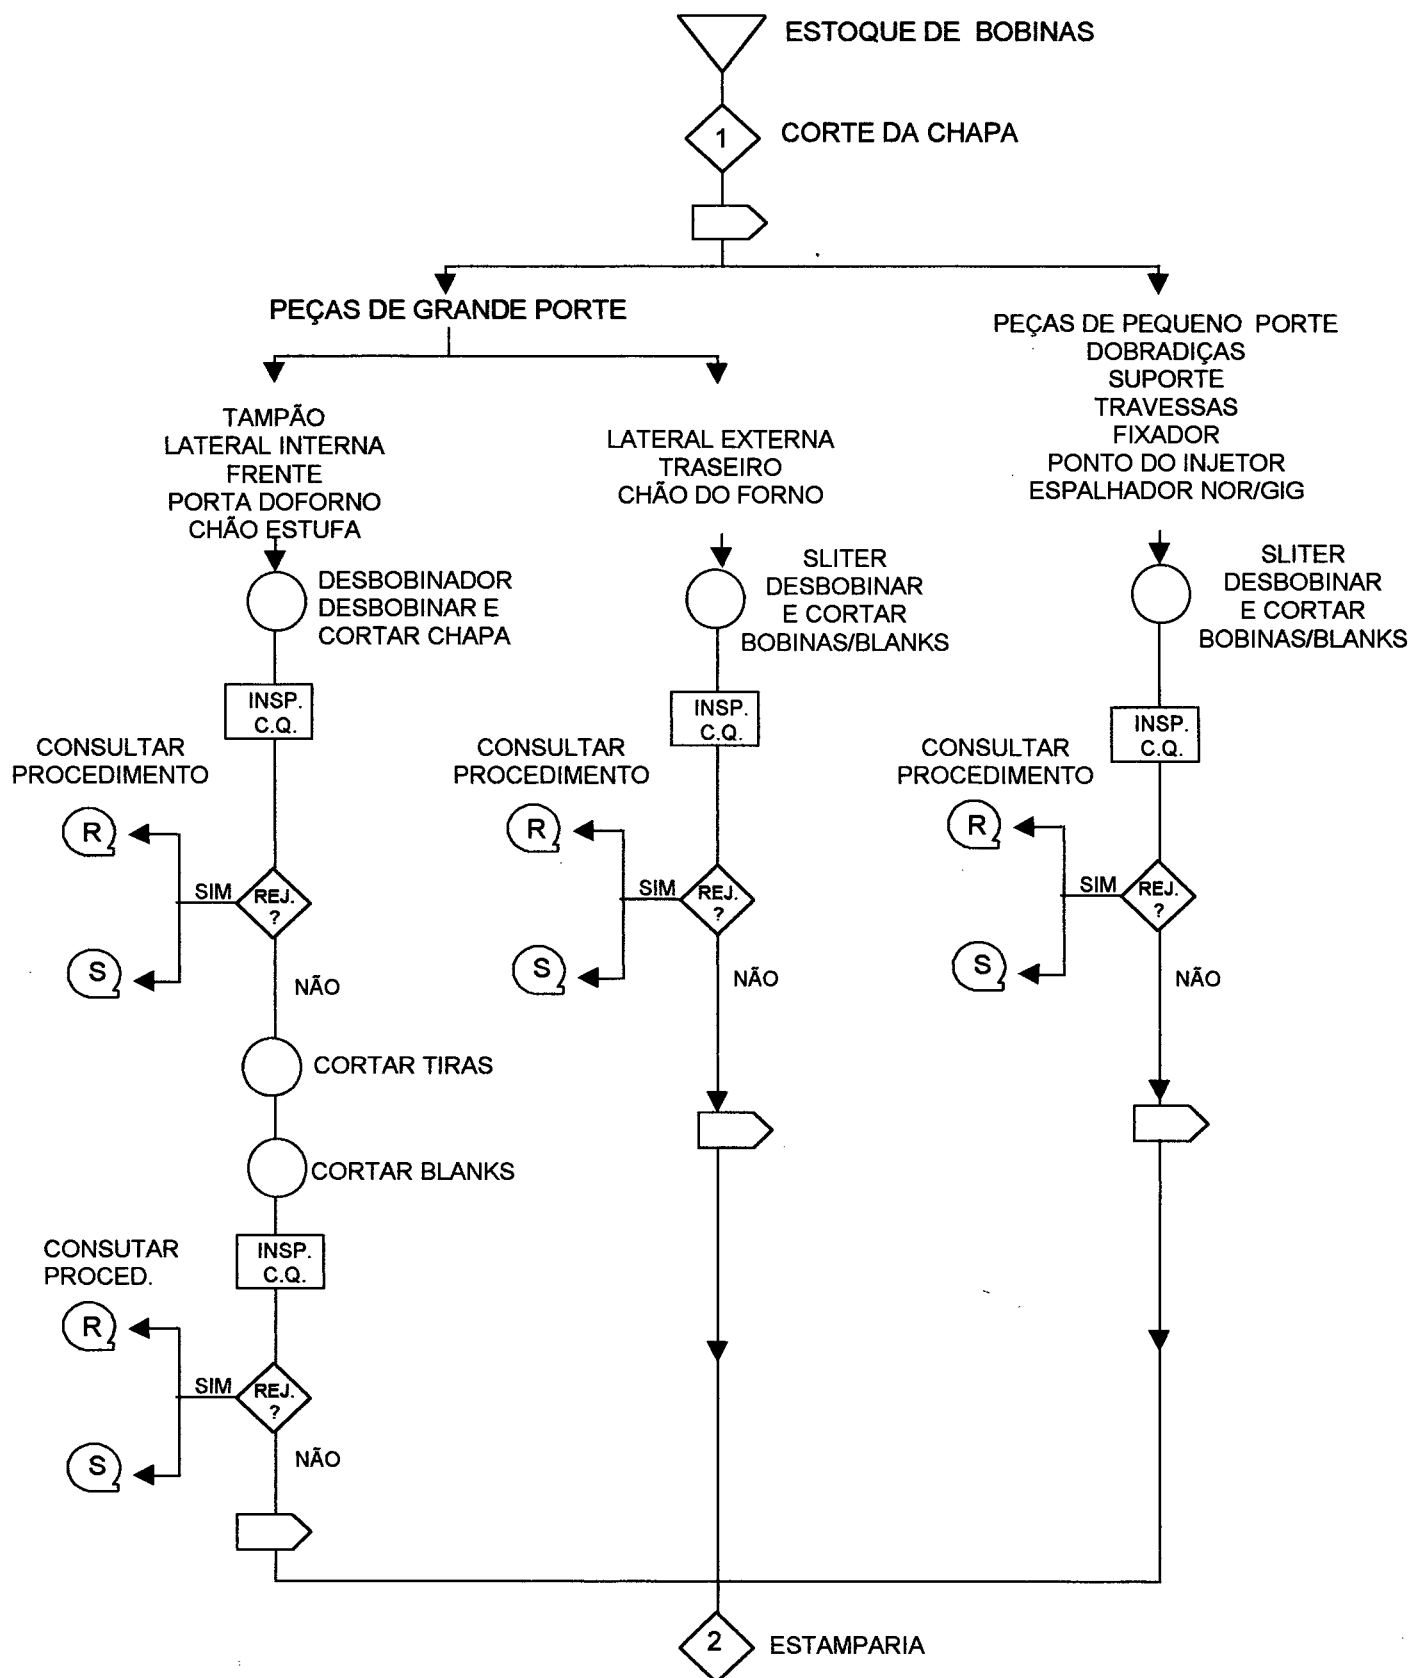 ESTOQUE DE BOBINAS
1
CORTE DA CHAPA
PEÇAS DE GRANDE PORTE
PEÇAS DE PEQUENO PORTE
DOBRADIÇAS
SUPORTE
TRAVESSAS
FIXADOR
PONTO DO INJETOR
ESPALHADOR NOR/GIG
TAMPÃO
LATERAL INTERNA
FRENTE
PORTA DOFORNO
CHÃO ESTUFA
LATERAL EXTERNA
TRASEIRO
CHÃO DO FORNO
DESBOBINADOR
DESBOBINAR E
CORTAR CHAPA
SLITER
DESBOBINAR
E CORTAR
BOBINAS/BLANKS
SLITER
DESBOBINAR
E CORTAR
BOBINAS/BLANKS
INSP.
C.Q.
INSP.
C.Q.
INSP.
C.Q.
CONSULTAR
PROCEDIMENTO
CONSULTAR
PROCEDIMENTO
CONSULTAR
PROCEDIMENTO
R
R
R
SIM
REJ.
?
SIM
REJ.
?
SIM
REJ.
?
S
S
S
NÃO
NÃO
NÃO
CORTAR TIRAS
CORTAR BLANKS
CONSUTAR
PROCED.
INSP.
C.Q.
R
SIM
REJ.
?
S
NÃO
2
ESTAMPARIA